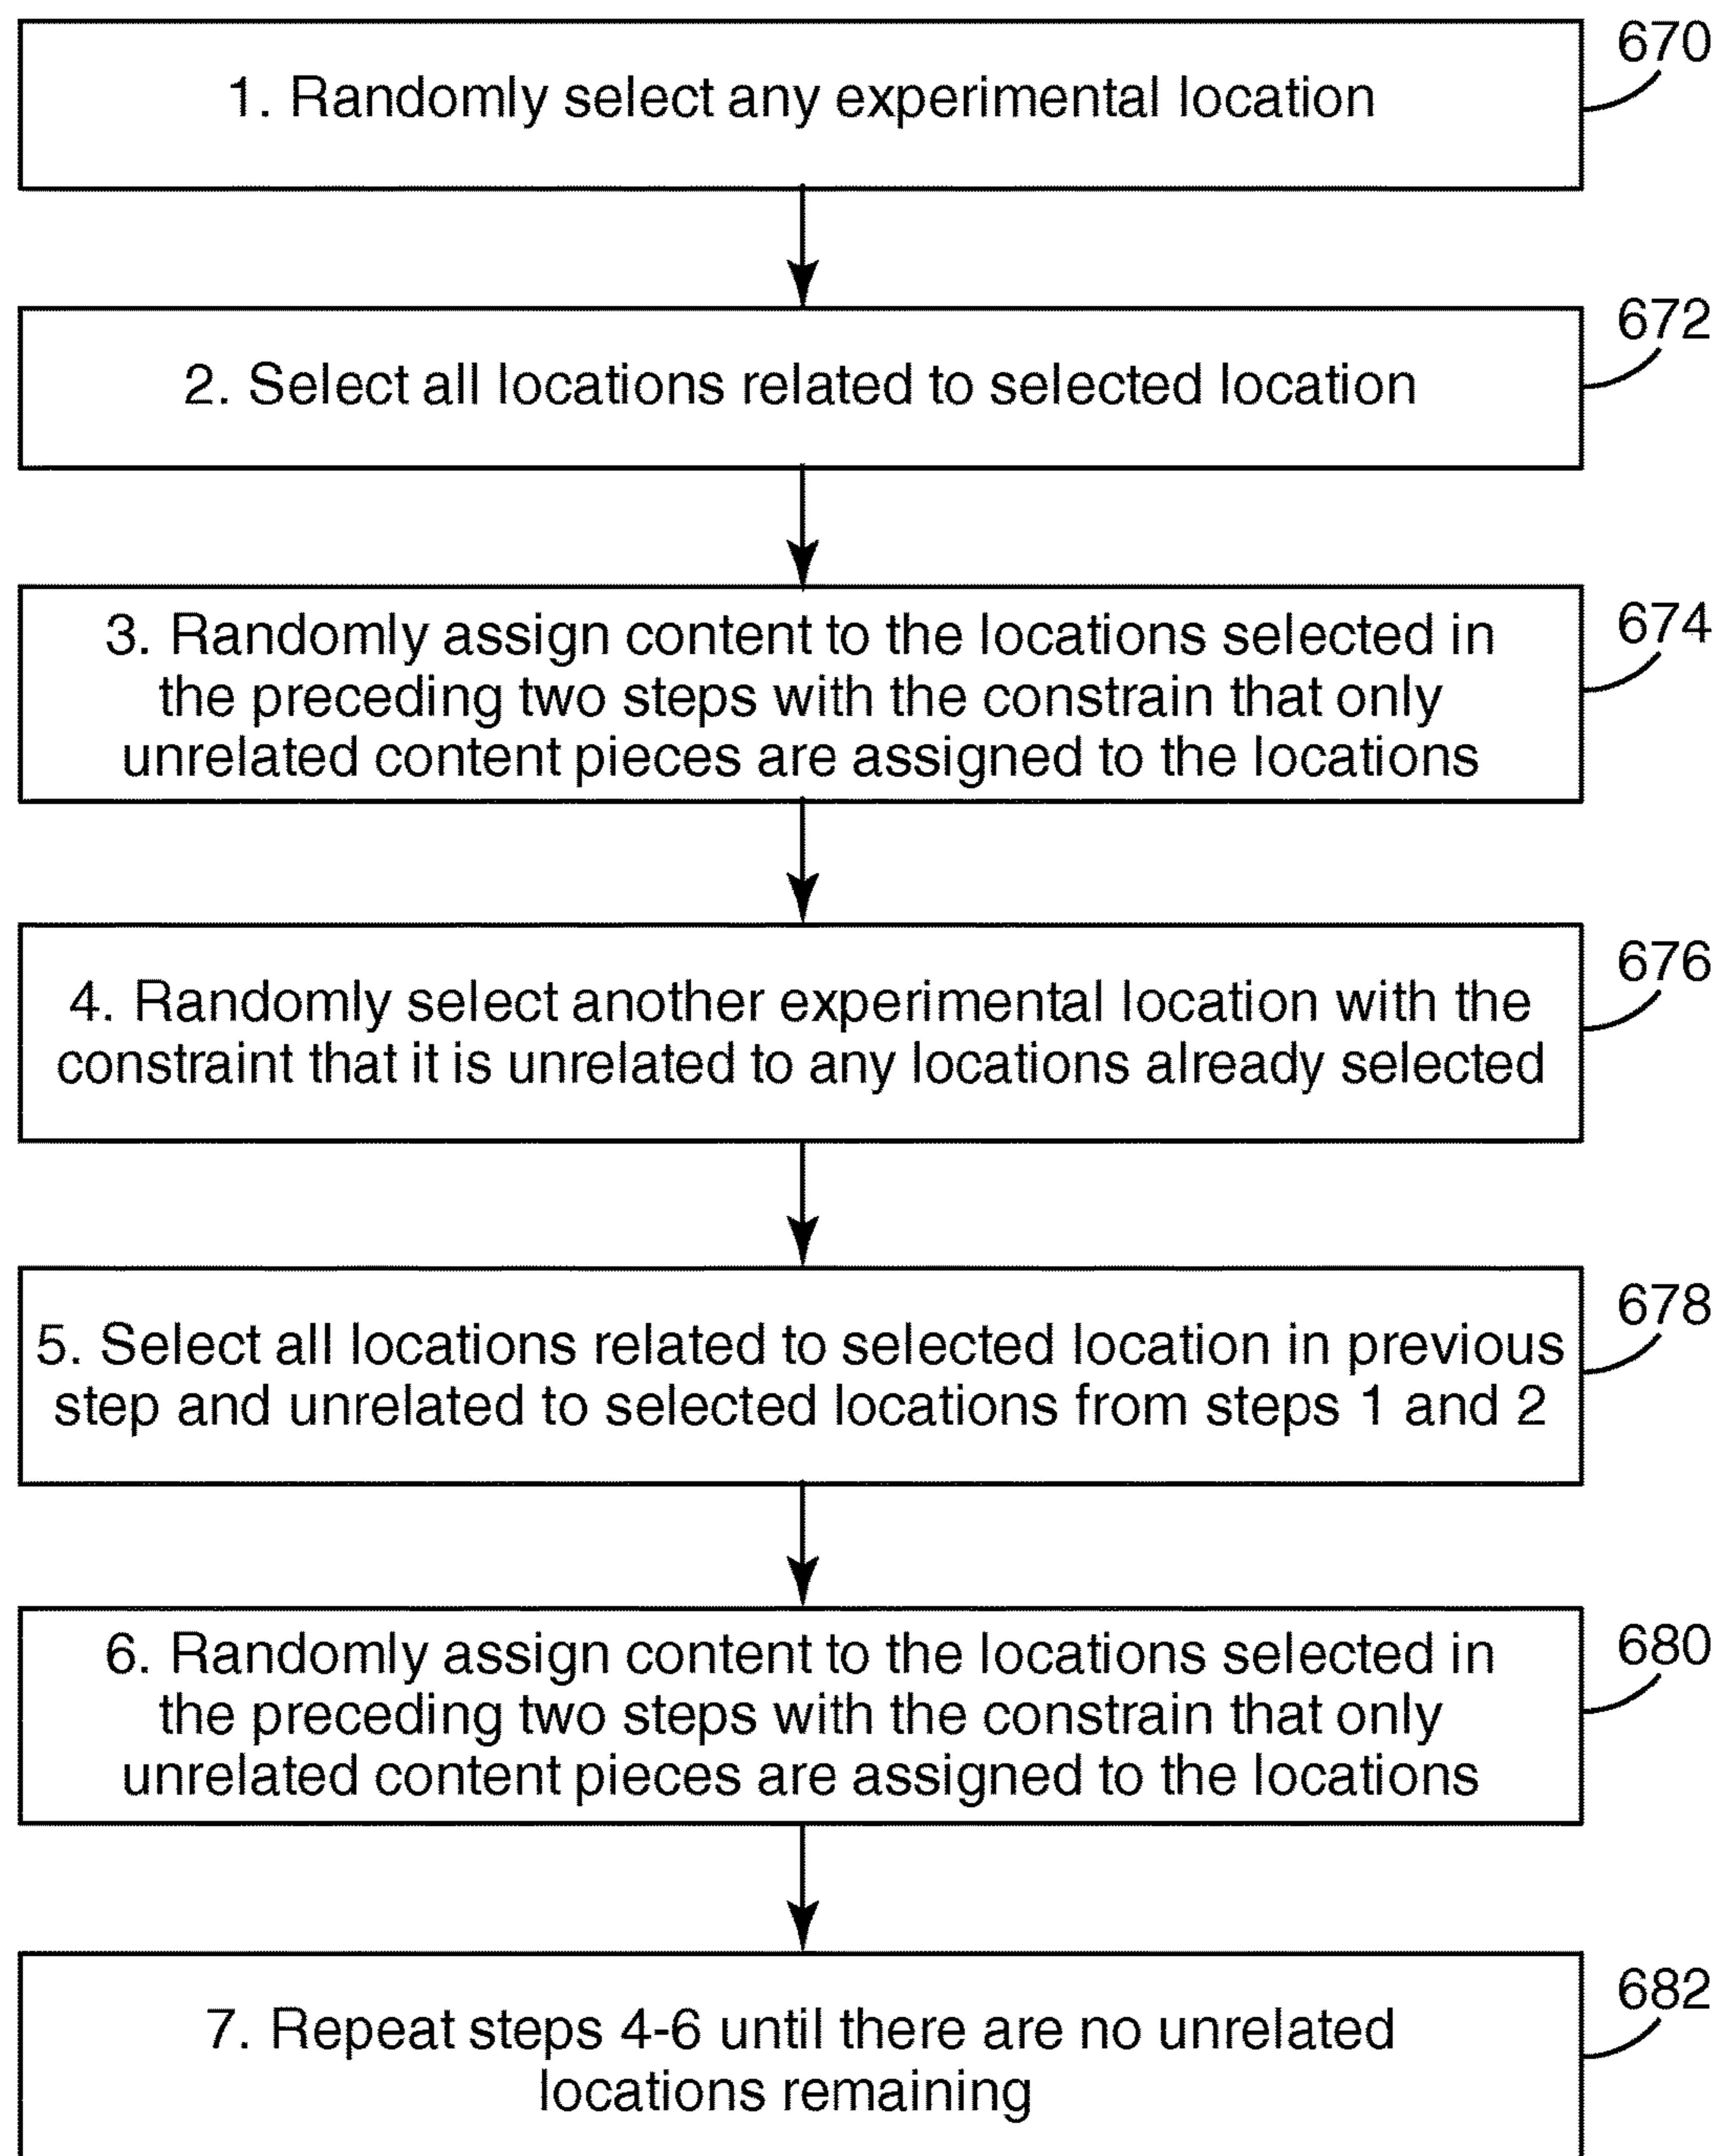 670
1. Randomly select any experimental location
672
2. Select all locations related to selected location
674
3. Randomly assign content to the locations selected in
the preceding two steps with the constrain that only
unrelated content pieces are assigned to the locations
676
4. Randomly select another experimental location with the
constraint that it is unrelated to any locations already selected
678
5. Select all locations related to selected location in previous
step and unrelated to selected locations from steps 1 and 2
680
6. Randomly assign content to the locations selected in
the preceding two steps with the constrain that only
unrelated content pieces are assigned to the locations
682
7. Repeat steps 4-6 until there are no unrelated
locations remaining